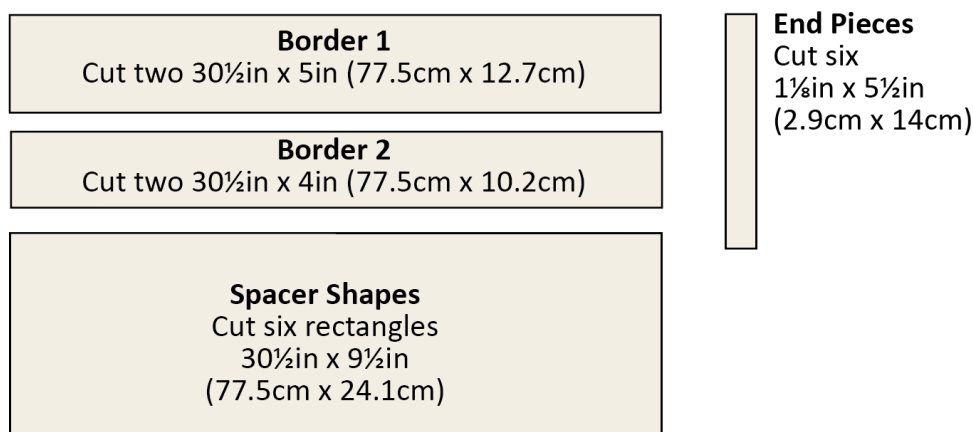 Border 1
Cut two 30½in x 5in (77.5cm x 12.7cm)
Border 2
Cut two 30½in x 4in (77.5cm x 10.2cm)
Spacer Shapes
Cut six rectangles
30½in x 9½in
(77.5cm x 24.1cm)
End Pieces
Cut six
1⅛in x 5½in
(2.9cm x 14cm)